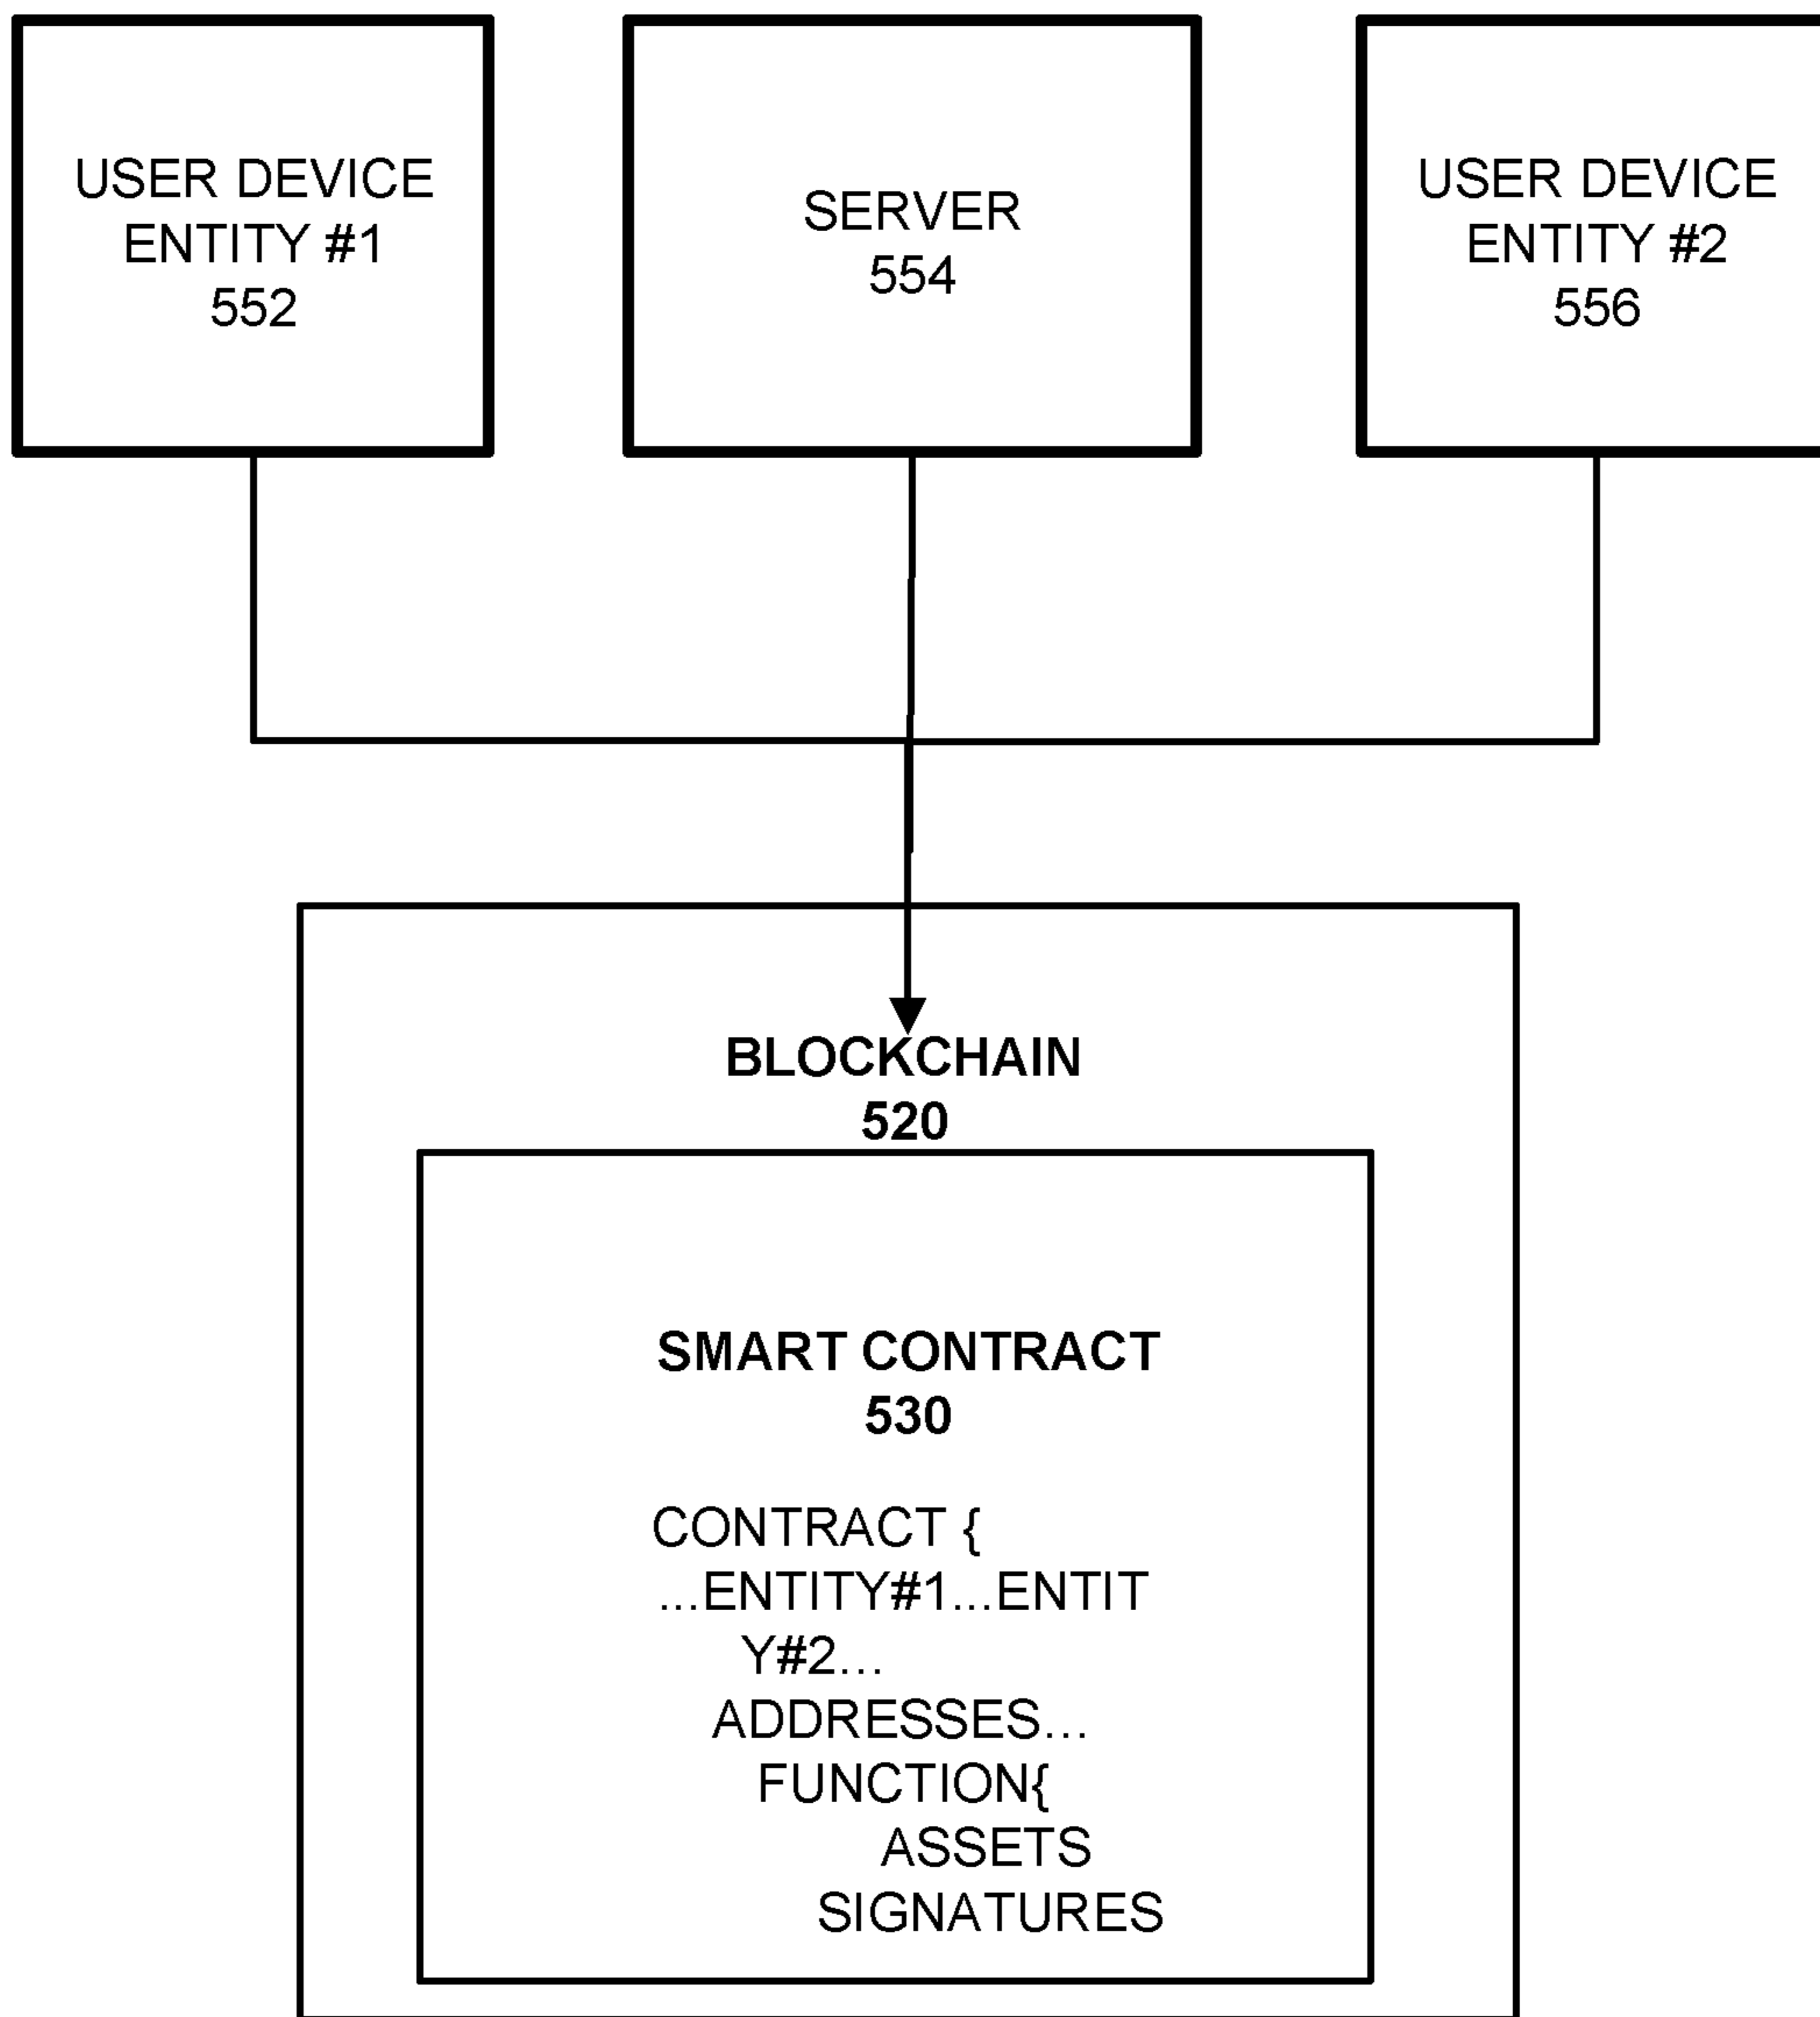 USER DEVICE
ENTITY #1
552
SERVER
554
USER DEVICE
ENTITY #2
556
BLOCKCHAIN
520
SMART CONTRACT
530
CONTRACT {
...ENTITY#1...ENTIT
Y#2...
ADDRESSES...
FUNCTION{
ASSETS
SIGNATURES